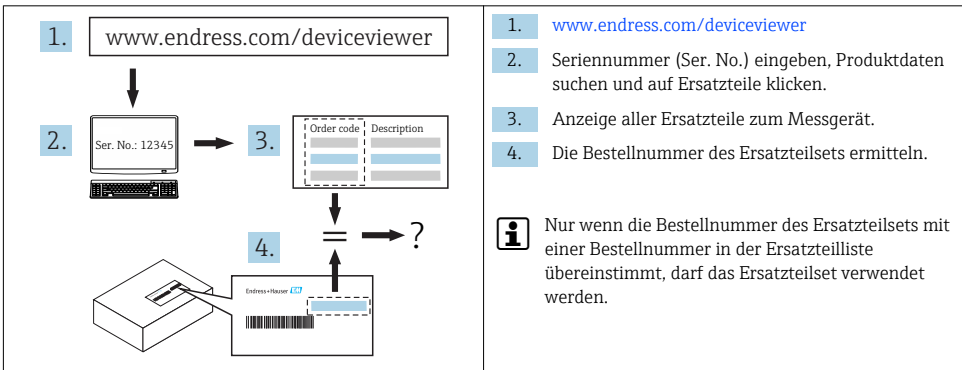 1. www.endress.com/deviceviewer
2. Ser. No.: 12345
3. Order code Description
= ?
4.
Endress+Hauser EH
1. www.endress.com/deviceviewer
2. Seriennummer (Ser. No.) eingeben, Produktdaten
suchen und auf Ersatzteile klicken.
3. Anzeige aller Ersatzteile zum Messgerät.
4. Die Bestellnummer des Ersatzteilsets ermitteln.
i Nur wenn die Bestellnummer des Ersatzteilsets mit
einer Bestellnummer in der Ersatzteilliste
übereinstimmt, darf das Ersatzteilset verwendet
werden.